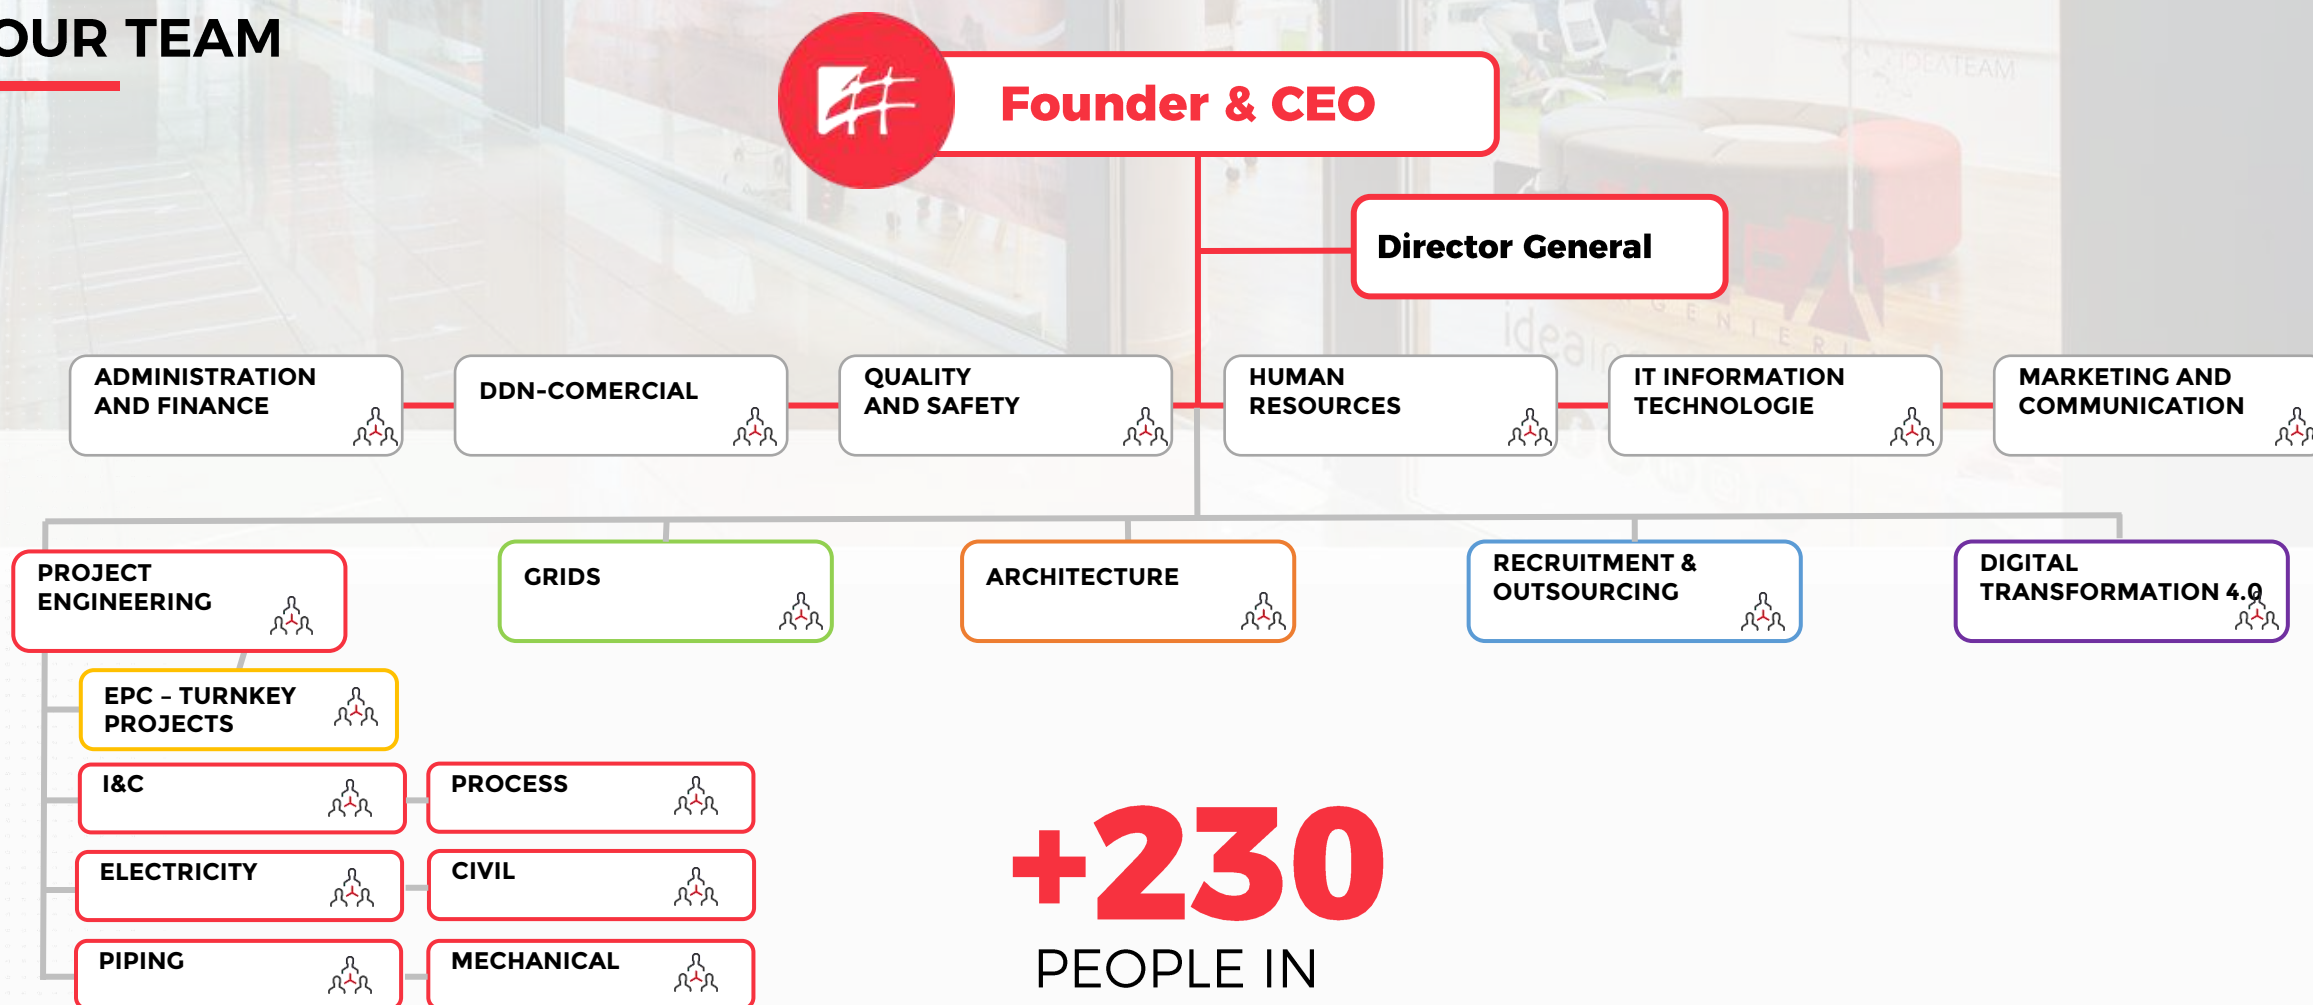 OUR TEAM
Founder & CEO
Director General
ADMINISTRATION
AND FINANCE
DDN-COMERCIAL
QUALITY
AND SAFETY
HUMAN
RESOURCES
IT INFORMATION
TECHNOLOGIE
MARKETING AND
COMMUNICATION
PROJECT
ENGINEERING
GRIDS
ARCHITECTURE
RECRUITMENT &
OUTSOURCING
DIGITAL
TRANSFORMATION 4.0
EPC – TURNKEY
PROJECTS
I&C
PROCESS
ELECTRICITY
CIVIL
PIPING
MECHANICAL
+230
PEOPLE IN